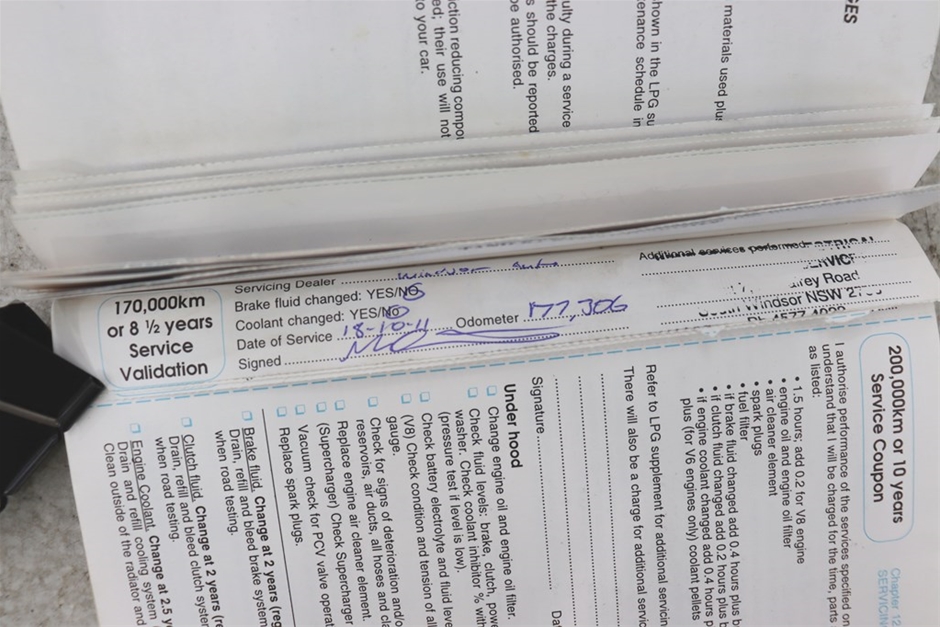 GES
materials used plu
hown in the LPG su
enance schedule in
ulty during a service
the charges.
s should be reported
be authorised.
iction reducing compo
ed; their use will not
o your car.
170,000km
or 8 ½ years
Service
Validation
Servicing Dealer
Brake fluid changed: YES/NO
Coolant changed: YES/NO
Date of Service 18-10-11 Odometer 177,306
Signed
Additional services performed:
Road
Windsor NSW
200,000km or 10 years
Service Coupon
I authorise performance of the services specified on
understand that I will be charged for the time, parts
as listed:
• 1.5 hours; add 0.2 for V8 engine
• engine oil and engine oil filter
• air cleaner element
• spark plugs
• fuel filter
• if brake fluid changed add 0.4 hours plus b
• if clutch fluid changed add 0.2 hours plus b
• if engine coolant changed add 0.4 hours p
plus (for V6 engines only) coolant pellets
Refer to LPG supplement for additional servicin
There will also be a charge for additional servic
Signature
Da
Under hood
Change engine oil and engine oil filter.
Check fluid levels: brake, clutch, powe
washer. Check coolant inhibitor % with
(pressure test if level is low).
Check battery electrolyte and fluid leve
(V8) Check condition and tension of all
gauge.
Check for signs of deterioration and/o
reservoirs, air ducts, all hoses and cla
Replace engine air cleaner element.
(Supercharger) Check Supercharger
Vacuum check for PCV valve operat
Replace spark plugs.
Brake fluid. Change at 2 years (reg
Drain, refill and bleed brake system
when road testing.
Clutch fluid. Change at 2 years (re
Drain, refill and bleed clutch system
when road testing.
Engine Coolant. Change at 2.5 y
Drain and refill cooling system
Clean outside of the radiator and
Chapter 12
SERVICIN